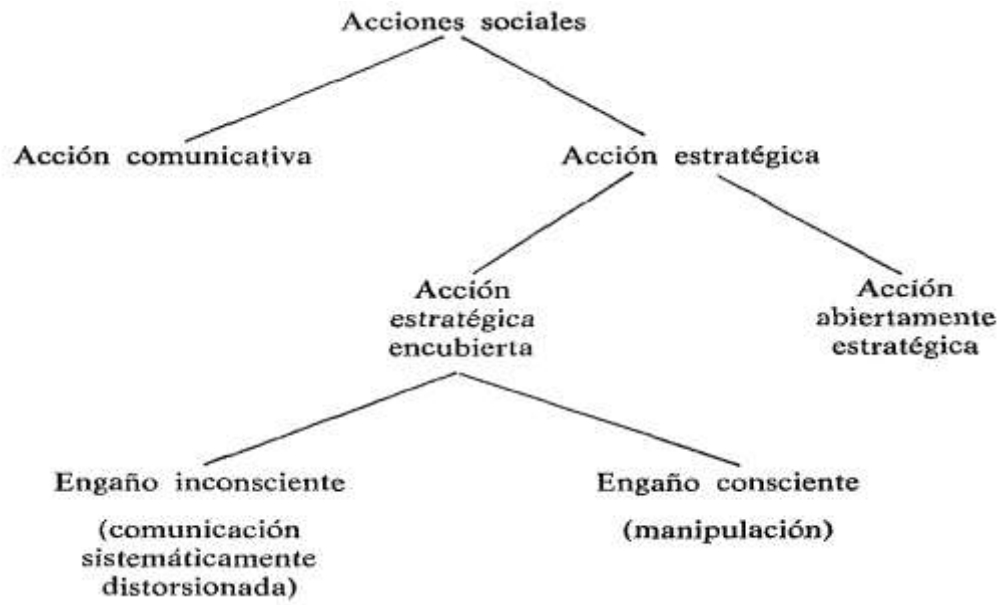 Acciones sociales
Acción comunicativa
Acción estratégica
Acción
estratégica
encubierta
Acción
abiertamente
estratégica
Engaño inconsciente
(comunicación
sistemáticamente
distorsionada)
Engaño consciente
(manipulación)